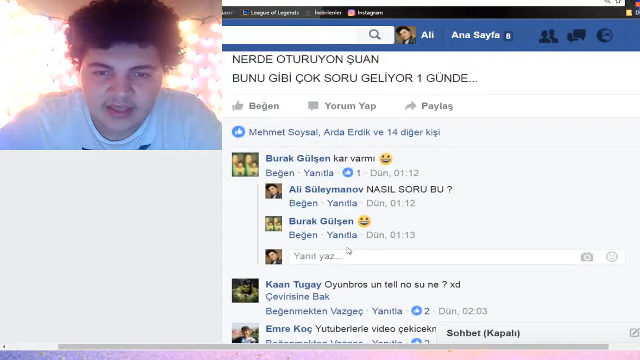 League of Legends İndirilenler Instagram
Ali Ana Sayfa 8
NERDE OTURUYON ŞUAN
BUNU GİBİ ÇOK SORU GELİYOR 1 GÜNDE...
Beğen Yorum Yap Paylaş
Mehmet Soysal, Arda Erdik ve 14 diğer kişi
Burak Gülşen kar varmı 😀
Beğen · Yanıtla · 1 · Dün, 01:12
Ali Süleymanov NASIL SORU BU ?
Beğen · Yanıtla · Dün, 01:12
Burak Gülşen 😀
Beğen · Yanıtla · Dün, 01:13
Yanıt yaz...
Kaan Tugay Oyunbros un tell no su ne ? xd
Çevirisine Bak
Beğenmekten Vazgeç · Yanıtla · 2 · Dün, 02:03
Emre Koç Yoututberlerle video çekicekn
Sohbet (Kapalı)